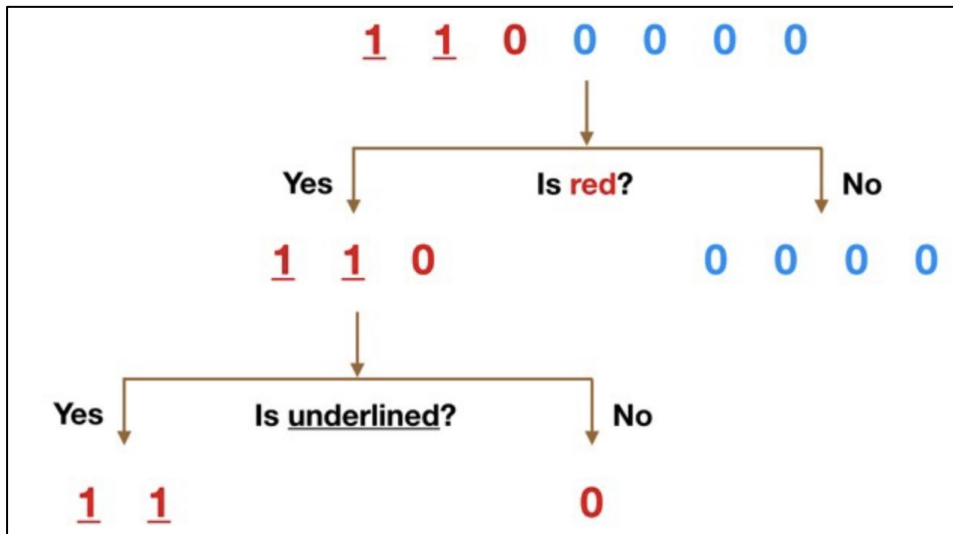 1 1 0 0 0 0 0
Yes Is red? No
1 1 0 0 0 0 0
Yes Is underlined? No
1 1 0